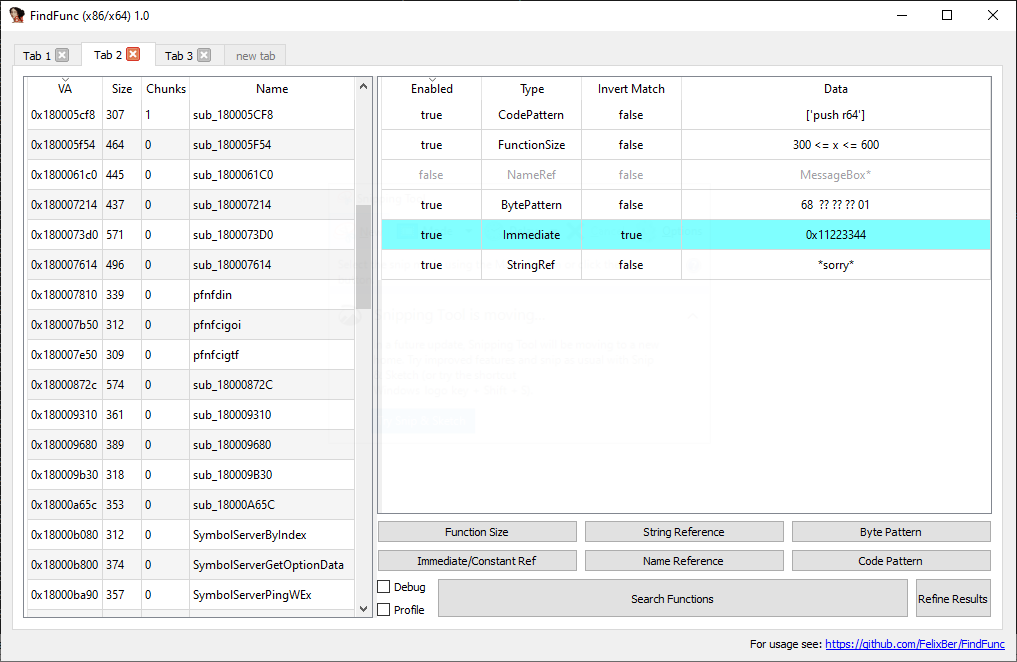 FindFunc (x86/x64) 1.0
Tab 1 Tab 2 Tab 3 new tab
VA Size Chunks Name
0x180005cf8 307 1 sub_180005CF8
0x180005f54 464 0 sub_180005F54
0x1800061c0 445 0 sub_1800061C0
0x180007214 437 0 sub_180007214
0x1800073d0 571 0 sub_1800073D0
0x180007614 496 0 sub_180007614
0x180007810 339 0 pfnfdin
0x180007b50 312 0 pfnfcigoi
0x180007e50 309 0 pfnfcigtf
0x18000872c 574 0 sub_18000872C
0x180009310 361 0 sub_180009310
0x180009680 389 0 sub_180009680
0x180009b30 318 0 sub_180009B30
0x18000a65c 353 0 sub_18000A65C
0x18000b080 312 0 SymbolServerByIndex
0x18000b800 374 0 SymbolServerGetOptionData
0x18000ba90 357 0 SymbolServerPingWEx
Enabled Type Invert Match Data
true CodePattern false ['push r64']
true FunctionSize false 300 <= x <= 600
false NameRef false MessageBox*
true BytePattern false 68 ?? ?? ?? 01
true Immediate true 0x11223344
true StringRef false *sorry*
Function Size String Reference Byte Pattern
Immediate/Constant Ref Name Reference Code Pattern
Debug
Profile
Search Functions Refine Results
For usage see: https://github.com/FelixBer/FindFunc